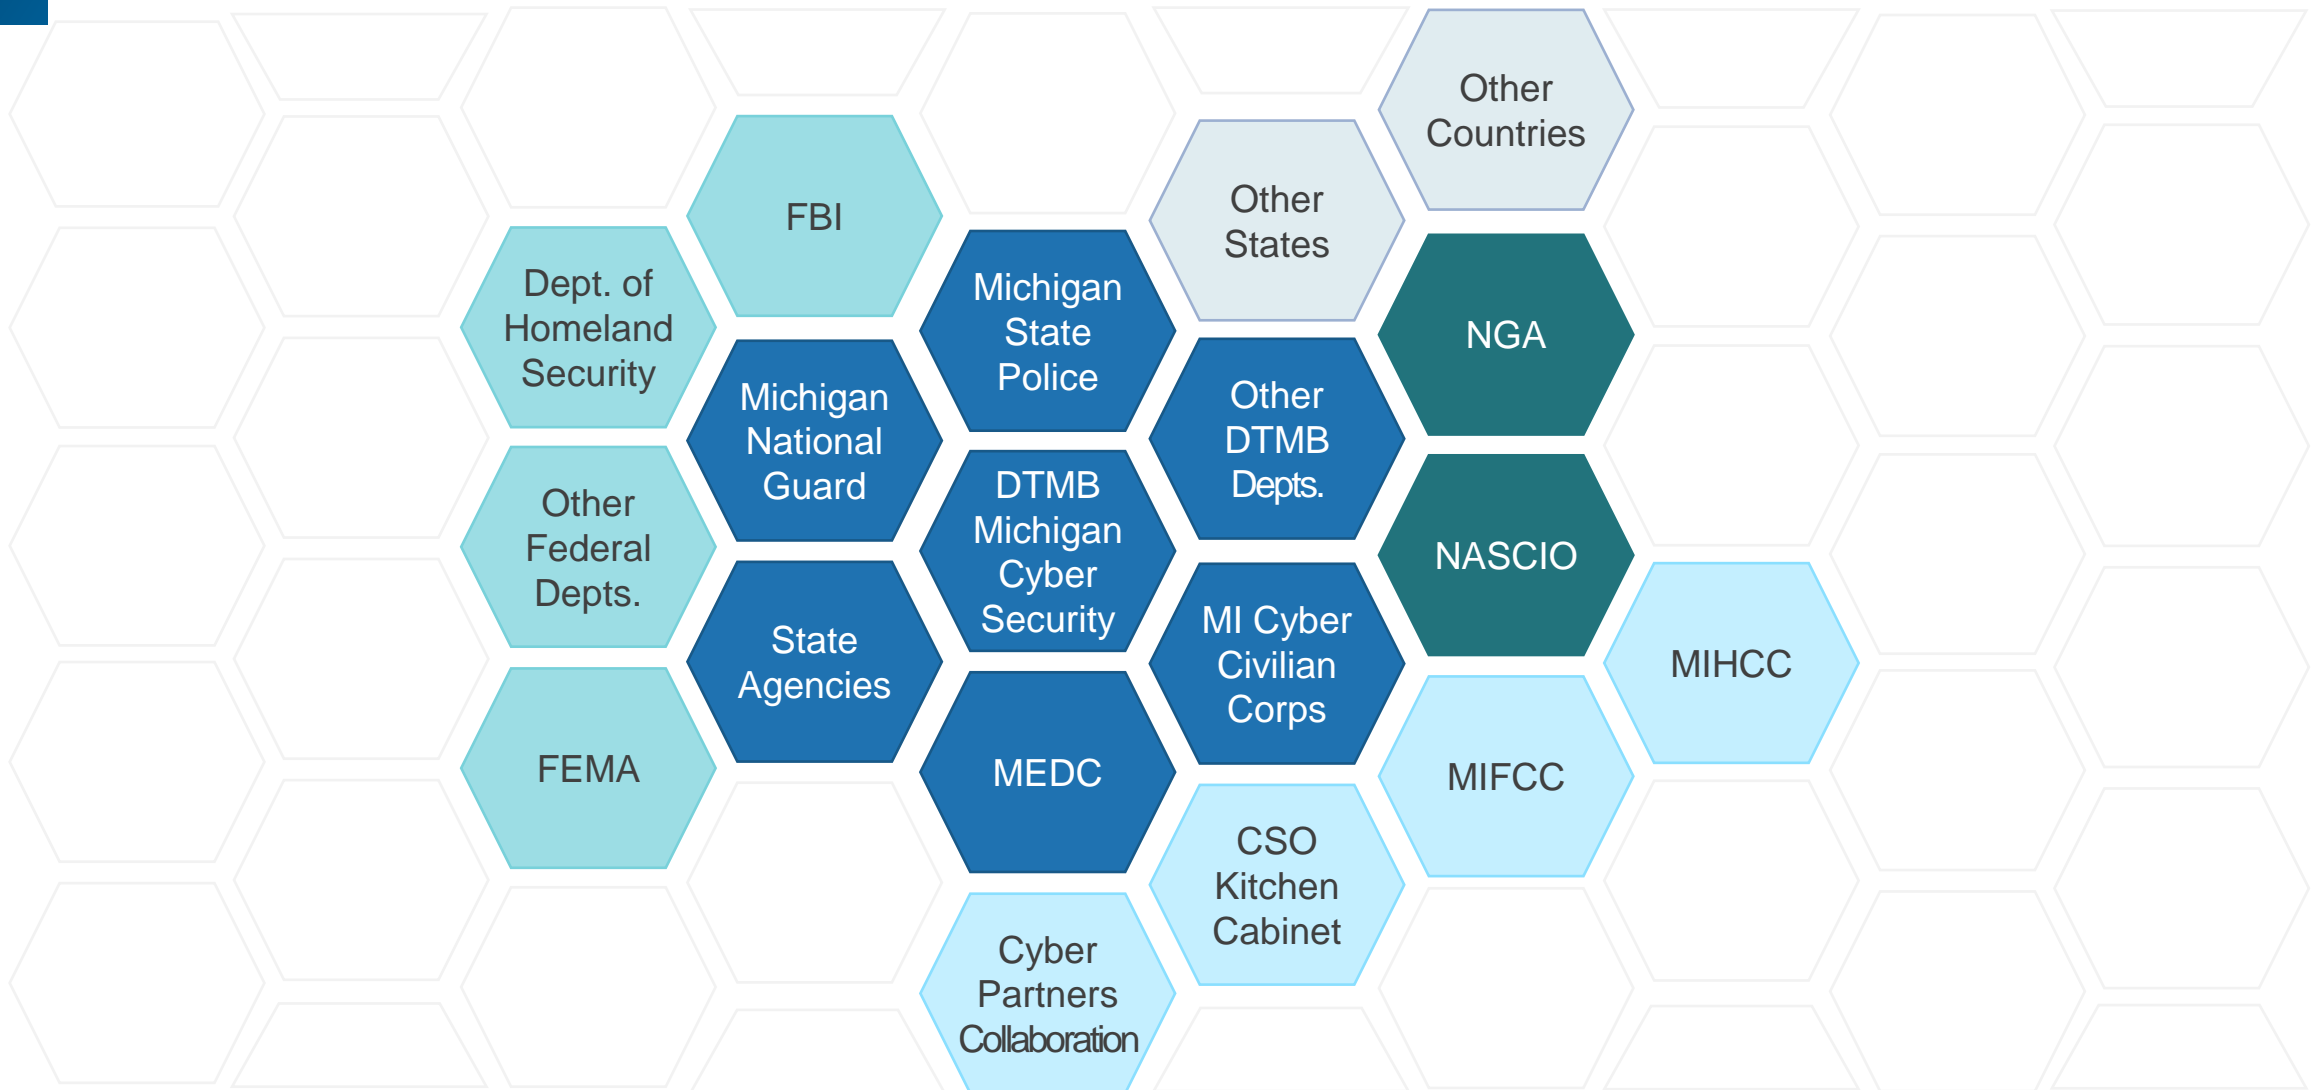 Other
Countries
FBI
Other
States
Dept. of
Homeland
Security
Michigan
State
Police
NGA
Michigan
National
Guard
Other
DTMB
Depts.
Other
Federal
Depts.
DTMB
Michigan
Cyber
Security
NASCIO
State
Agencies
MI Cyber
Civilian
Corps
MIHCC
FEMA
MEDC
MIFCC
CSO
Kitchen
Cabinet
Cyber
Partners
Collaboration